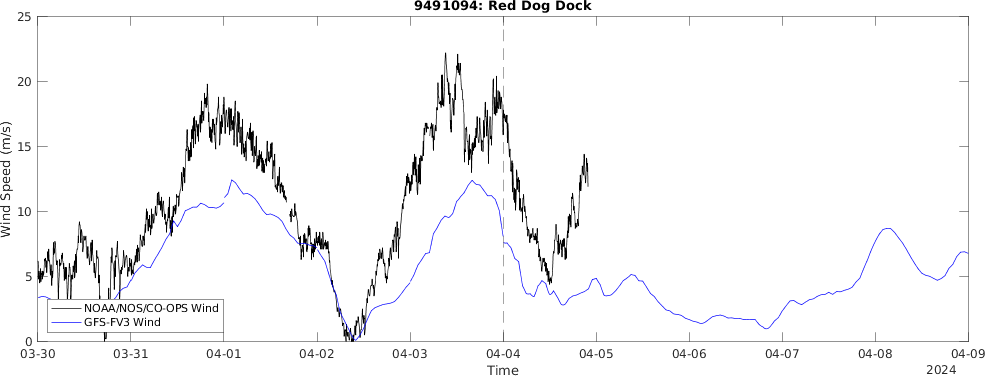 9491094: Red Dog Dock
25
20
15
10
5
0
Wind Speed (m/s)
NOAA/NOS/CO-OPS Wind
GFS-FV3 Wind
03-30 03-31 04-01 04-02 04-03 04-04 04-05 04-06 04-07 04-08 04-09
Time
2024